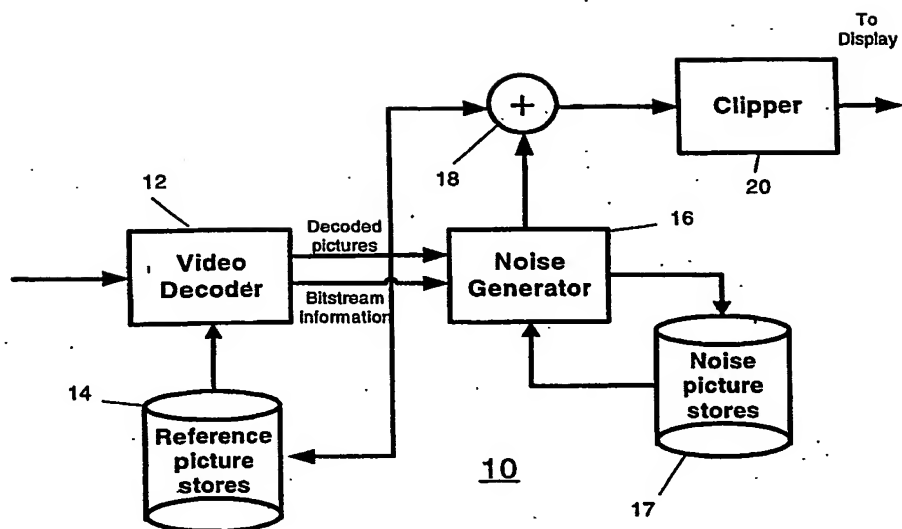 To
Display
+
Clipper
18
20
12
16
Decoded
pictures
Video
Decoder
Noise
Generator
Bitstream
information
14
Noise
picture
stores
Reference
picture
stores
10
17